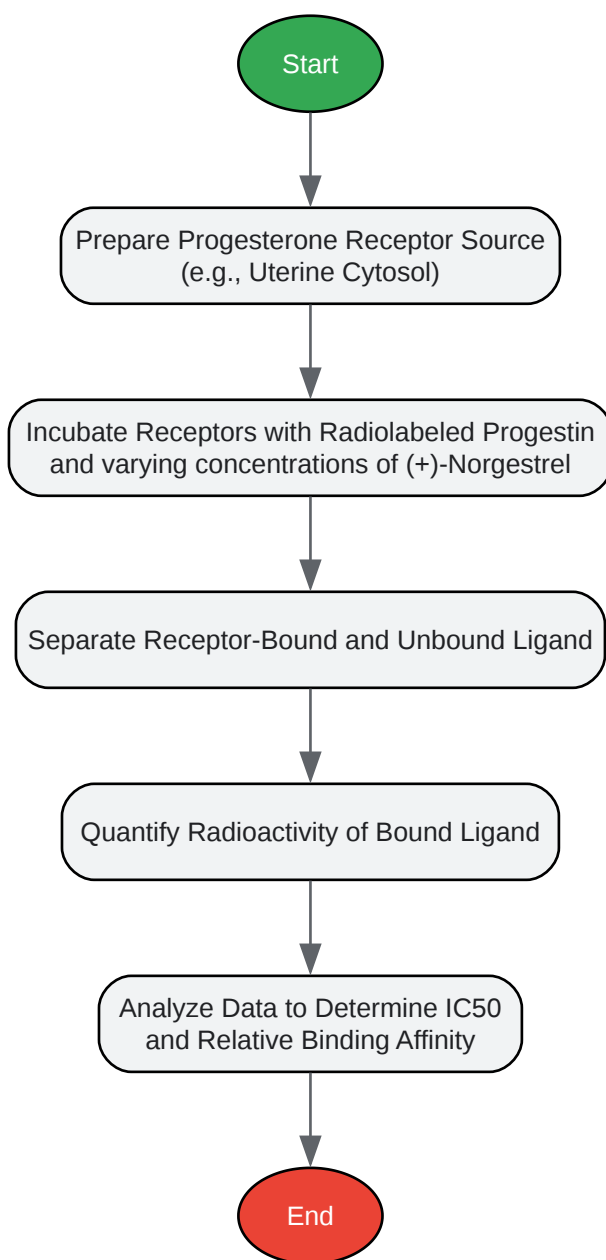 Start
Prepare Progesterone Receptor Source
(e.g., Uterine Cytosol)
Incubate Receptors with Radiolabeled Progestin
and varying concentrations of (+)-Norgestrel
Separate Receptor-Bound and Unbound Ligand
Quantify Radioactivity of Bound Ligand
Analyze Data to Determine IC50
and Relative Binding Affinity
End